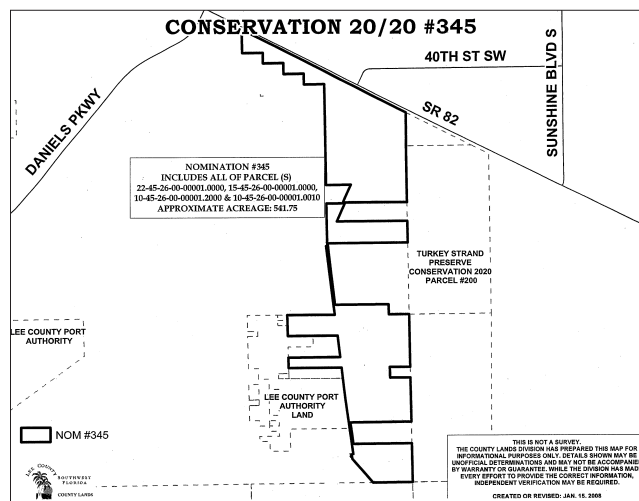 CONSERVATION 20/20 #345
40TH ST SW
SUNSHINE BLVD S
DANIELS PKWY
SR 82
NOMINATION #345
INCLUDES ALL OF PARCEL (S)
22-45-26-00-00001.0000, 15-45-26-00-00001.0000,
10-45-26-00-00001.2000 & 10-45-26-00-00001.0010
APPROXIMATE ACREAGE: 541.75
TURKEY STRAND
PRESERVE
CONSERVATION 2020
PARCEL #200
LEE COUNTY PORT
AUTHORITY
LEE COUNTY PORT
AUTHORITY
LAND
NOM #345
LEE COUNTY
SOUTHWEST
FLORIDA
COUNTY LANDS
THIS IS NOT A SURVEY.
THE COUNTY LANDS DIVISION HAS PREPARED THIS MAP FOR
INFORMATIONAL PURPOSES ONLY. DETAILS SHOWN MAY BE
UNOFFICIAL DETERMINATIONS AND MAY NOT BE ACCOMPANIE
BY WARRANTY OR GUARANTEE. WHILE THE DIVISION HAS MAD
EVERY EFFORT TO PROVIDE THE CORRECT INFORMATION,
INDEPENDENT VERIFICATION MAY BE REQUIRED.
CREATED OR REVISED: JAN. 15, 2008